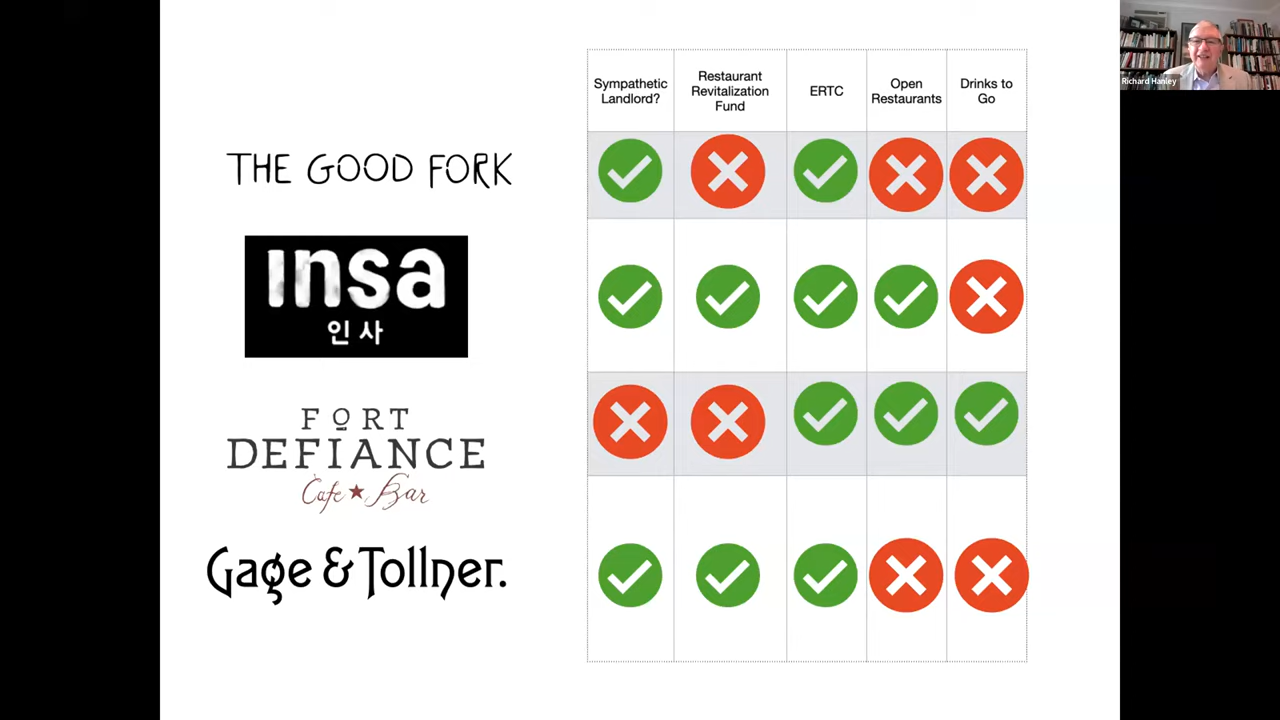 Sympathetic
Landlord?
Restaurant
Revitalization
Fund
ERTC
Open
Restaurants
Drinks to
Go
Richard Hanley
THE GOOD FORK
insa
인사
FORT
DEFIANCE
Cafe ★ Bar
Gage & Tollner.